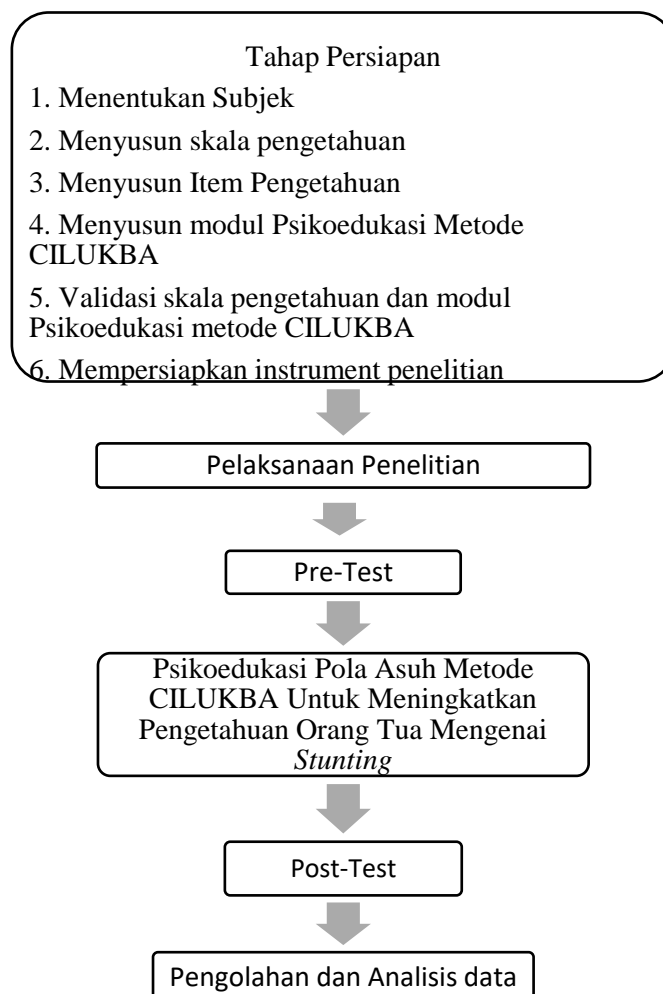 Tahap Persiapan
1. Menentukan Subjek
2. Menyusun skala pengetahuan
3. Menyusun Item Pengetahuan
4. Menyusun modul Psikoedukasi Metode
CILUKBA
5. Validasi skala pengetahuan dan modul
Psikoedukasi metode CILUKBA
6. Mempersiapkan instrument penelitian
Pelaksanaan Penelitian
Pre-Test
Psikoedukasi Pola Asuh Metode
CILUKBA Untuk Meningkatkan
Pengetahuan Orang Tua Mengenai
Stunting
Post-Test
Pengolahan dan Analisis data